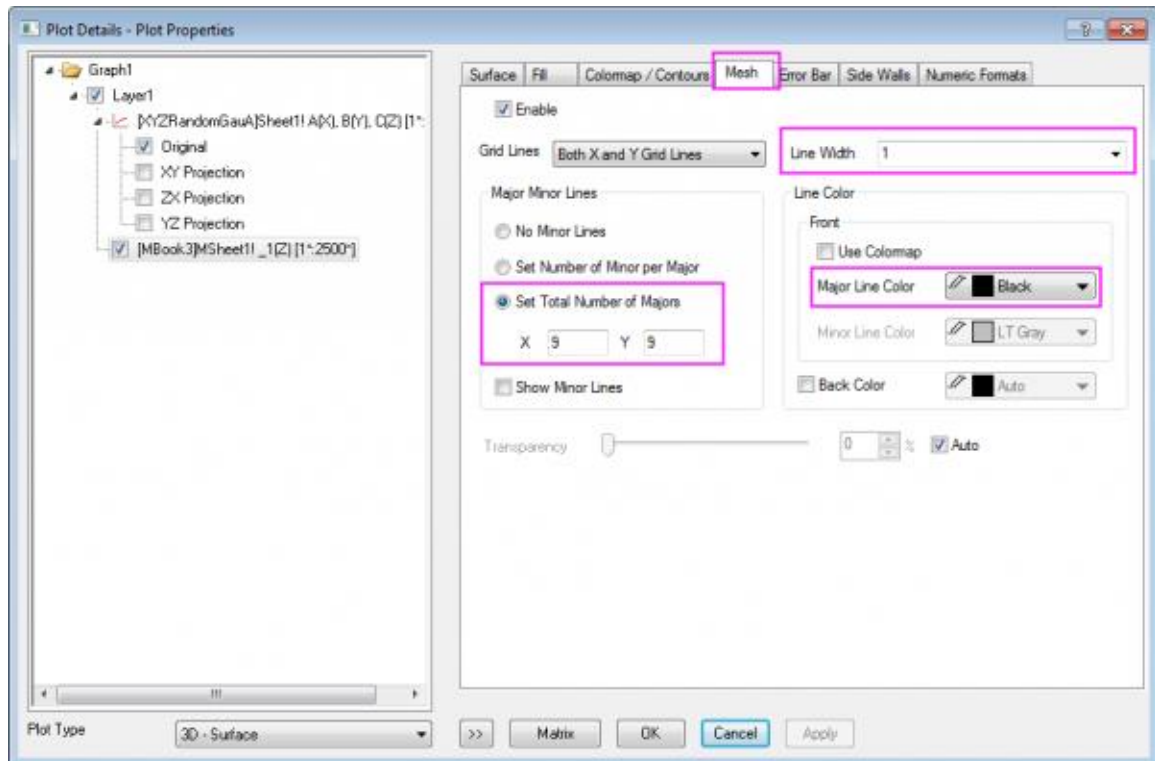 Plot Details - Plot Properties
Graph1
Layer1
[XYZRandomGauA]Sheet1! A(X), B(Y), C(Z) [1*:
Original
XY Projection
ZX Projection
YZ Projection
[MBook3]MSheet1! _1(Z) [1*:2500*]
Plot Type 3D - Surface
Surface Fill Colormap / Contours Mesh Error Bar Side Walls Numeric Formats
Enable
Grid Lines Both X and Y Grid Lines Line Width 1
Major Minor Lines
No Minor Lines
Set Number of Minor per Major
Set Total Number of Majors
X 9 Y 9
Show Minor Lines
Line Color
Front
Use Colormap
Major Line Color Black
Minor Line Color LT Gray
Back Color Auto
Transparency 0 % Auto
>> Matrix OK Cancel Apply